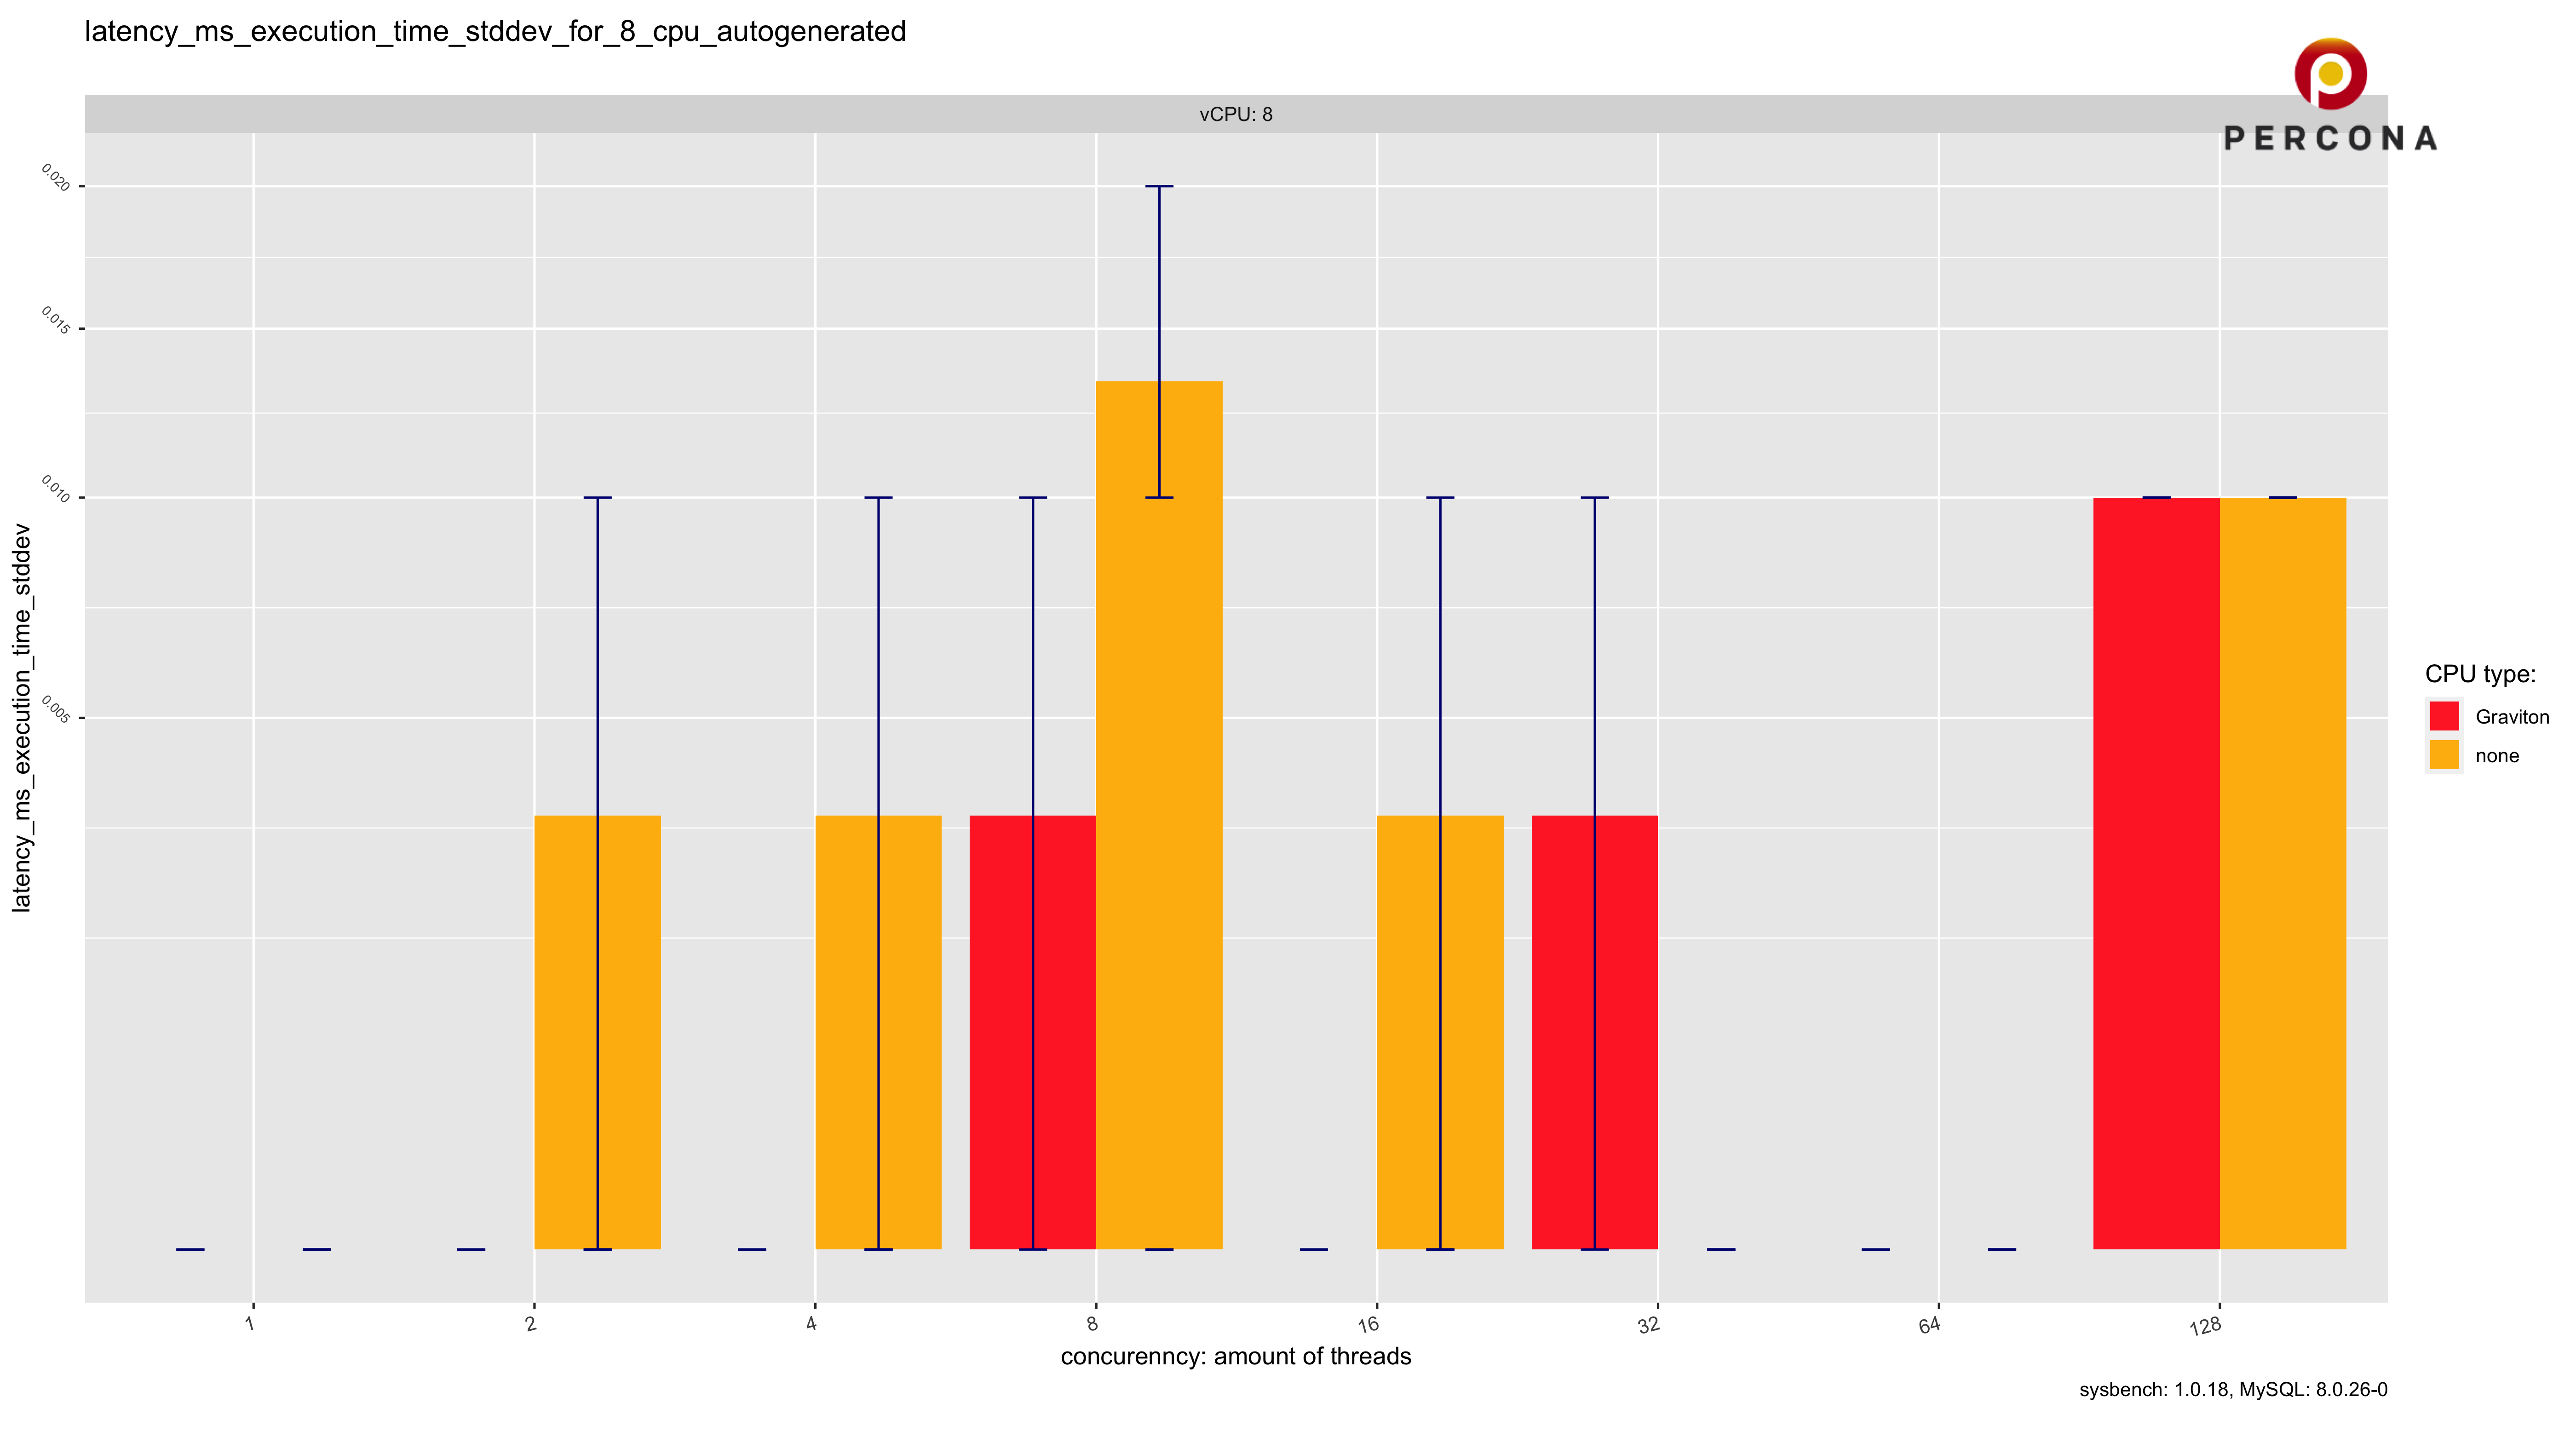 latency_ms_execution_time_stddev_for_8_cpu_autogenerated
PERCONA
vCPU: 8
0.020
0.015
0.010
0.005
latency_ms_execution_time_stddev
CPU type:
Graviton
none
1
2
4
8
16
32
64
128
concurenncy: amount of threads
sysbench: 1.0.18, MySQL: 8.0.26-0